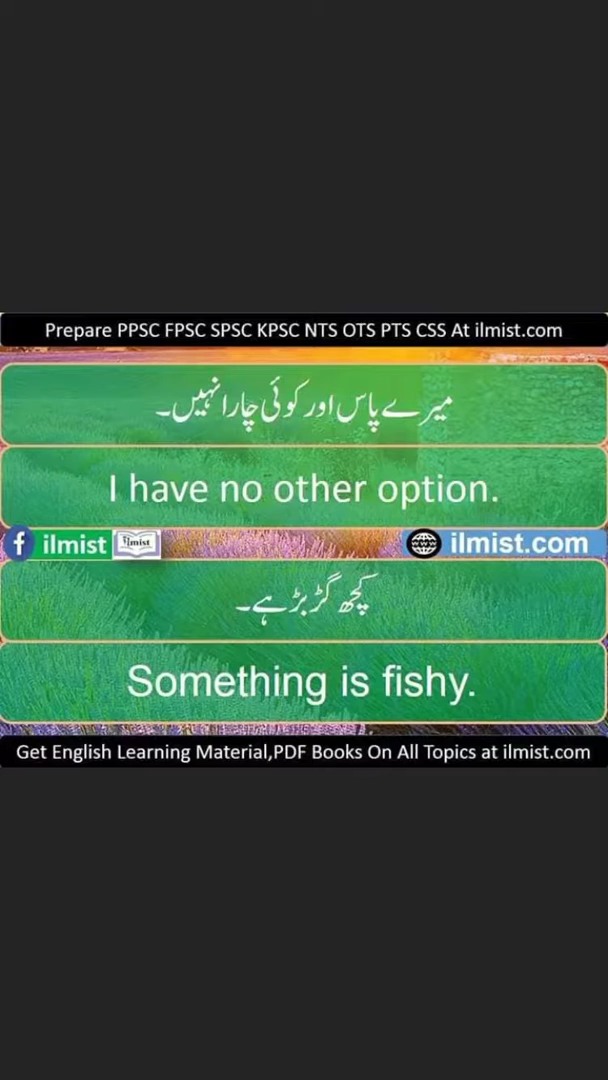 Prepare PPSC FPSC SPSC KPSC NTS OTS PTS CSS At ilmist.com
میرے پاس اور کوئی چارا نہیں۔
I have no other option.
f ilmist ilmist ilmist.com
کچھ گڑبڑ ہے۔
Something is fishy.
Get English Learning Material,PDF Books On All Topics at ilmist.com